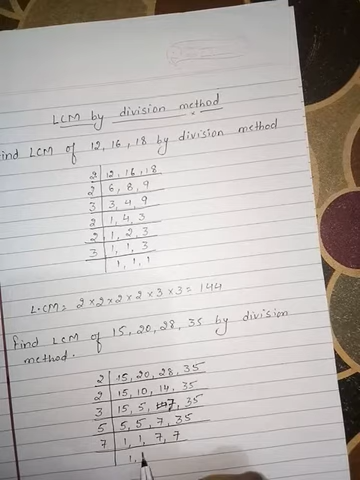 LCM by division method
ind LCM of 12, 16, 18 by division method
2 | 12, 16, 18
2 | 6, 8, 9
3 | 3, 4, 9
2 | 1, 4, 3
2 | 1, 2, 3
3 | 1, 1, 3
1, 1, 1
L.CM = 2×2×2×2×3×3 = 144
find LCM of 15, 20, 28, 35 by division
method.
2 | 15, 20, 28, 35
2 | 15, 10, 14, 35
3 | 15, 5, 7, 35
5 | 5, 5, 7, 35
7 | 1, 1, 7, 7
1, 1